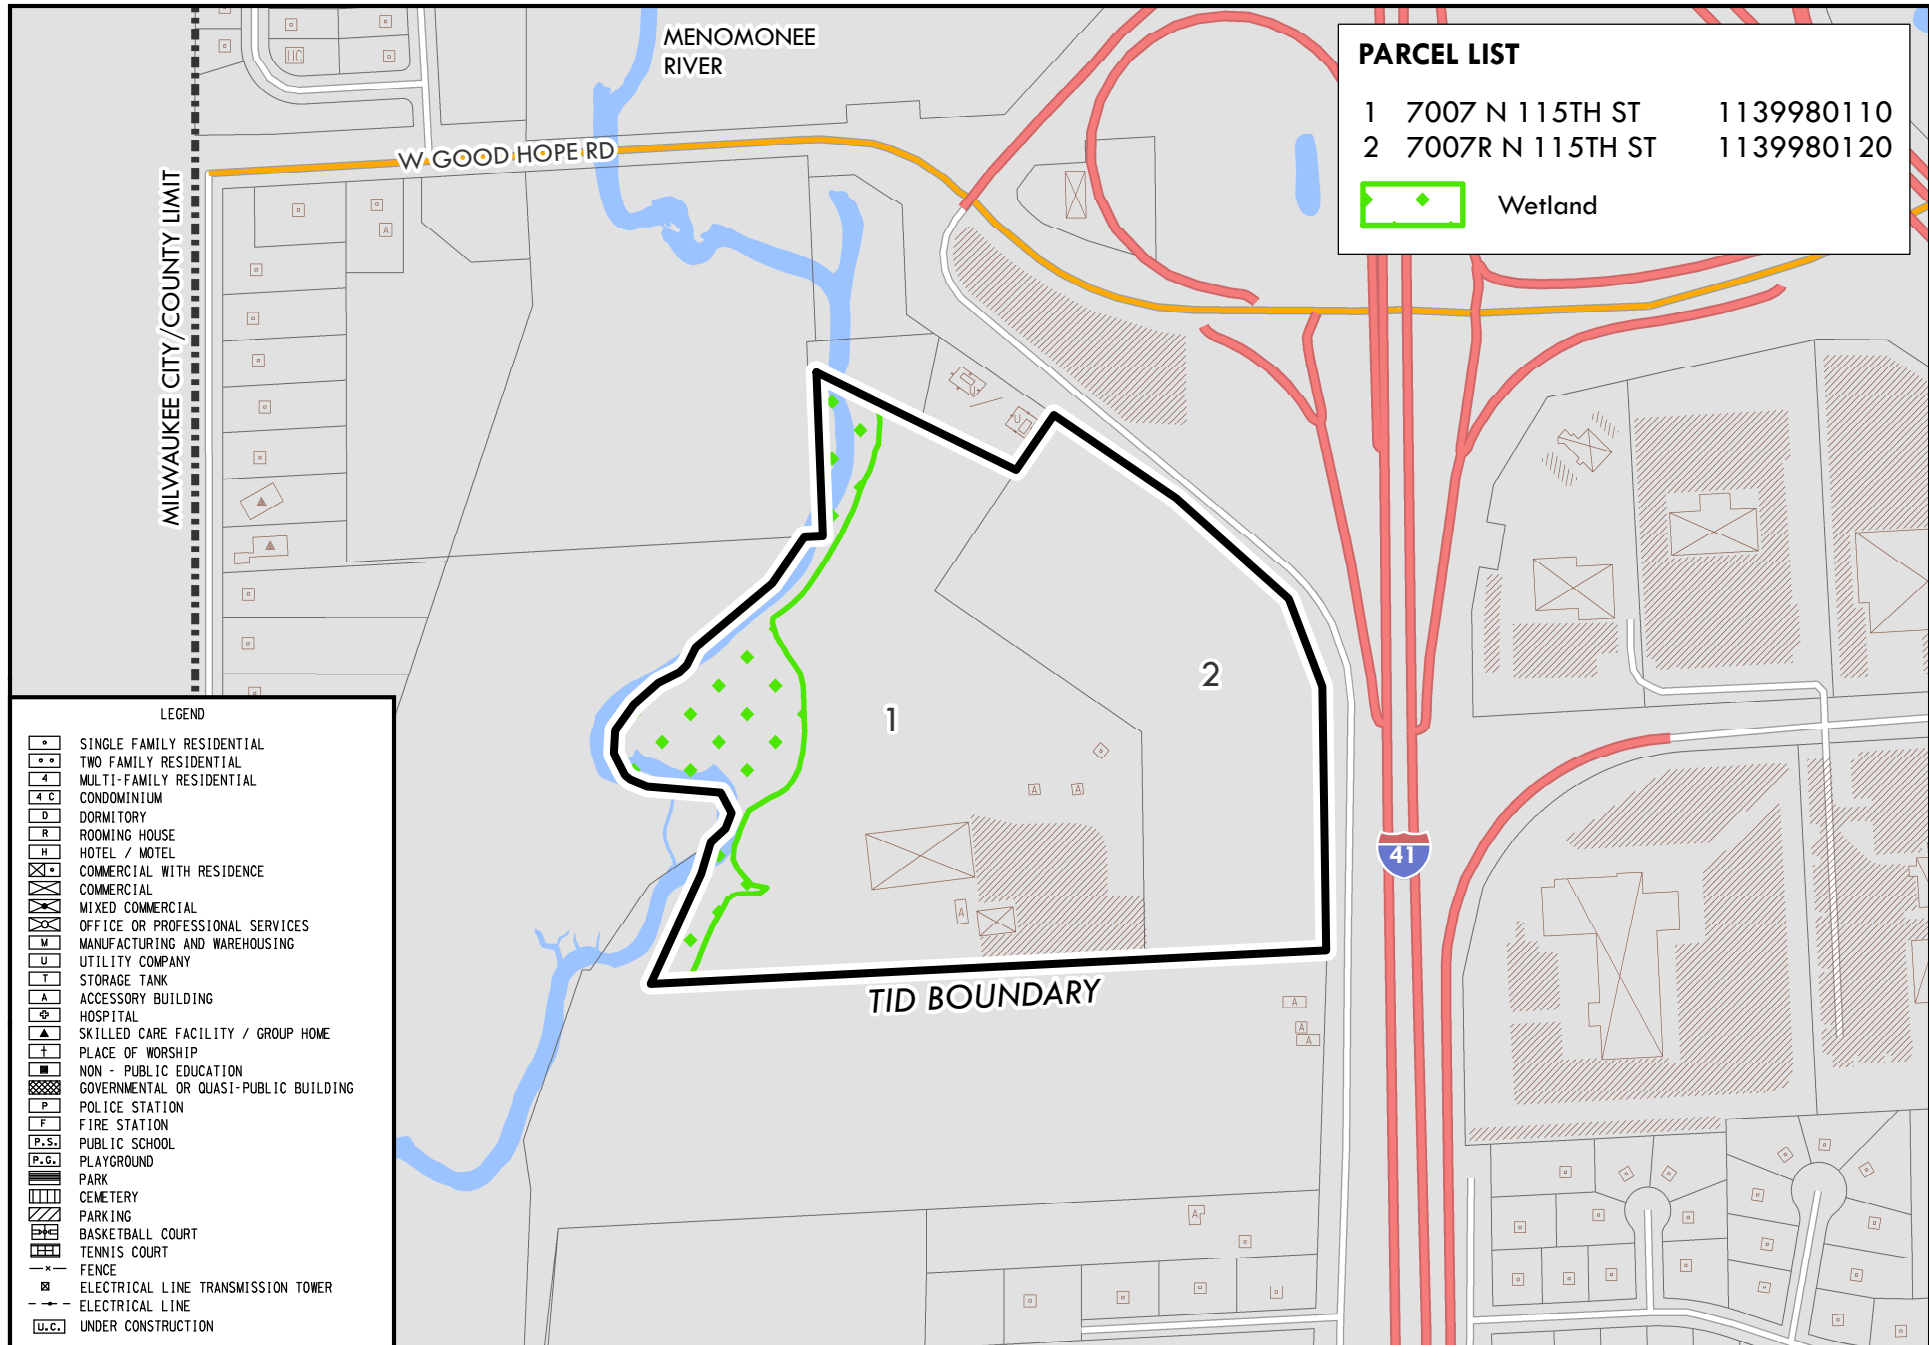 MENOMONEE
RIVER
PARCEL LIST
1 7007 N 115TH ST 1139980110
2 7007R N 115TH ST 1139980120
Wetland
W GOOD HOPE RD
MILWAUKEE CITY/COUNTY LIMIT
UC
A
U
1
2
A
A
A
41
TID BOUNDARY
A
A
A
A
LEGEND
SINGLE FAMILY RESIDENTIAL
TWO FAMILY RESIDENTIAL
4 MULTI-FAMILY RESIDENTIAL
4 C CONDOMINIUM
D DORMITORY
R ROOMING HOUSE
H HOTEL / MOTEL
COMMERCIAL WITH RESIDENCE
COMMERCIAL
MIXED COMMERCIAL
OFFICE OR PROFESSIONAL SERVICES
M MANUFACTURING AND WAREHOUSING
U UTILITY COMPANY
T STORAGE TANK
A ACCESSORY BUILDING
HOSPITAL
SKILLED CARE FACILITY / GROUP HOME
PLACE OF WORSHIP
NON - PUBLIC EDUCATION
GOVERNMENTAL OR QUASI-PUBLIC BUILDING
P POLICE STATION
F FIRE STATION
P.S. PUBLIC SCHOOL
P.G. PLAYGROUND
PARK
CEMETERY
PARKING
BASKETBALL COURT
TENNIS COURT
FENCE
ELECTRICAL LINE TRANSMISSION TOWER
ELECTRICAL LINE
U.C. UNDER CONSTRUCTION